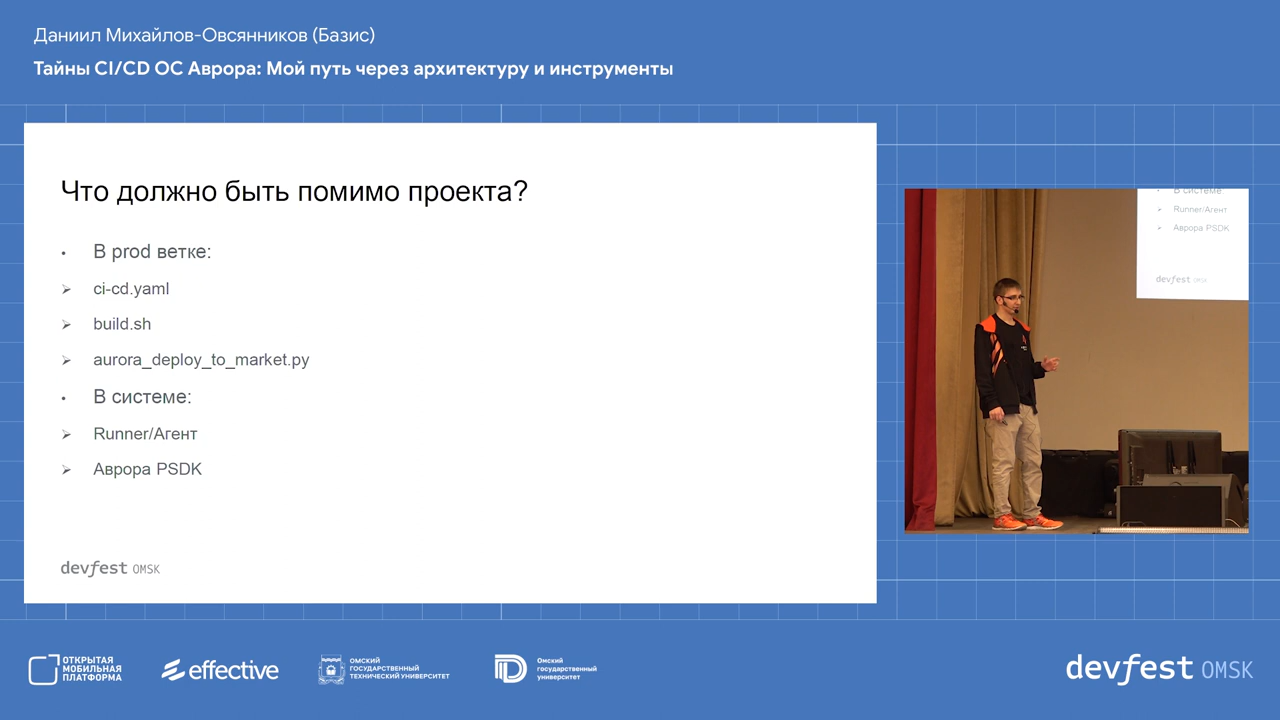 Даниил Михайлов-Овсянников (Базис)
Тайны CI/CD ОС Аврора: Мой путь через архитектуру и инструменты
Что должно быть помимо проекта?
• В prod ветке:
➢ ci-cd.yaml
➢ build.sh
➢ aurora_deploy_to_market.py
• В системе:
➢ Runner/Агент
➢ Аврора PSDK
devfest OMSK
В системе:
Runner/Агент
Аврора PSDK
devfest OMSK
ОТКРЫТАЯ
МОБИЛЬНАЯ
ПЛАТФОРМА
effective
ОМСКИЙ
ГОСУДАРСТВЕННЫЙ
ТЕХНИЧЕСКИЙ УНИВЕРСИТЕТ
Омский
государственный
университет
devfest OMSK